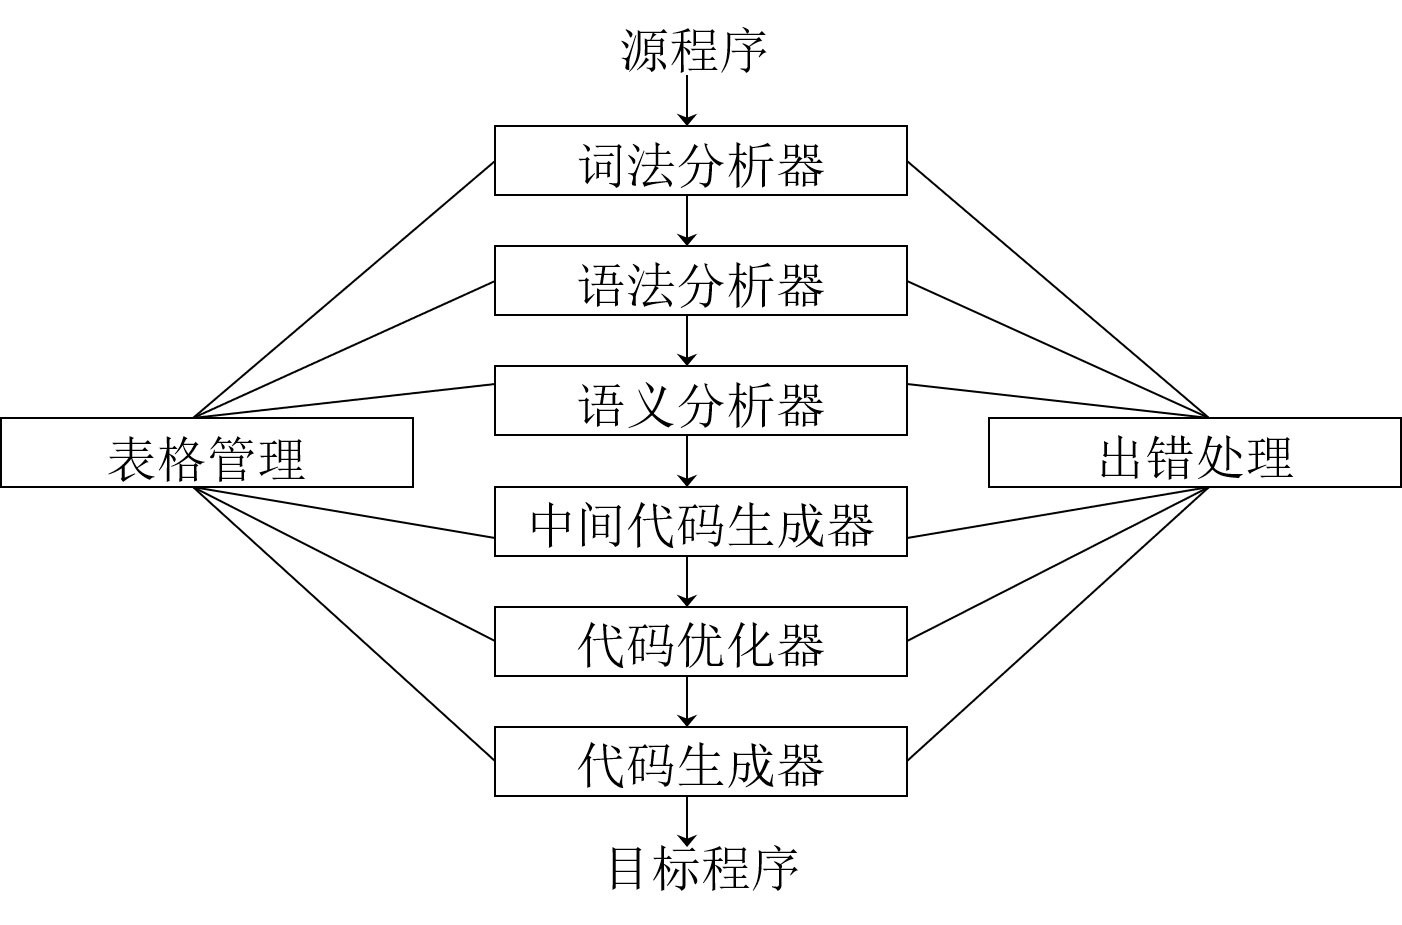 源程序
词法分析器
语法分析器
语义分析器
表格管理
出错处理
中间代码生成器
代码优化器
代码生成器
目标程序